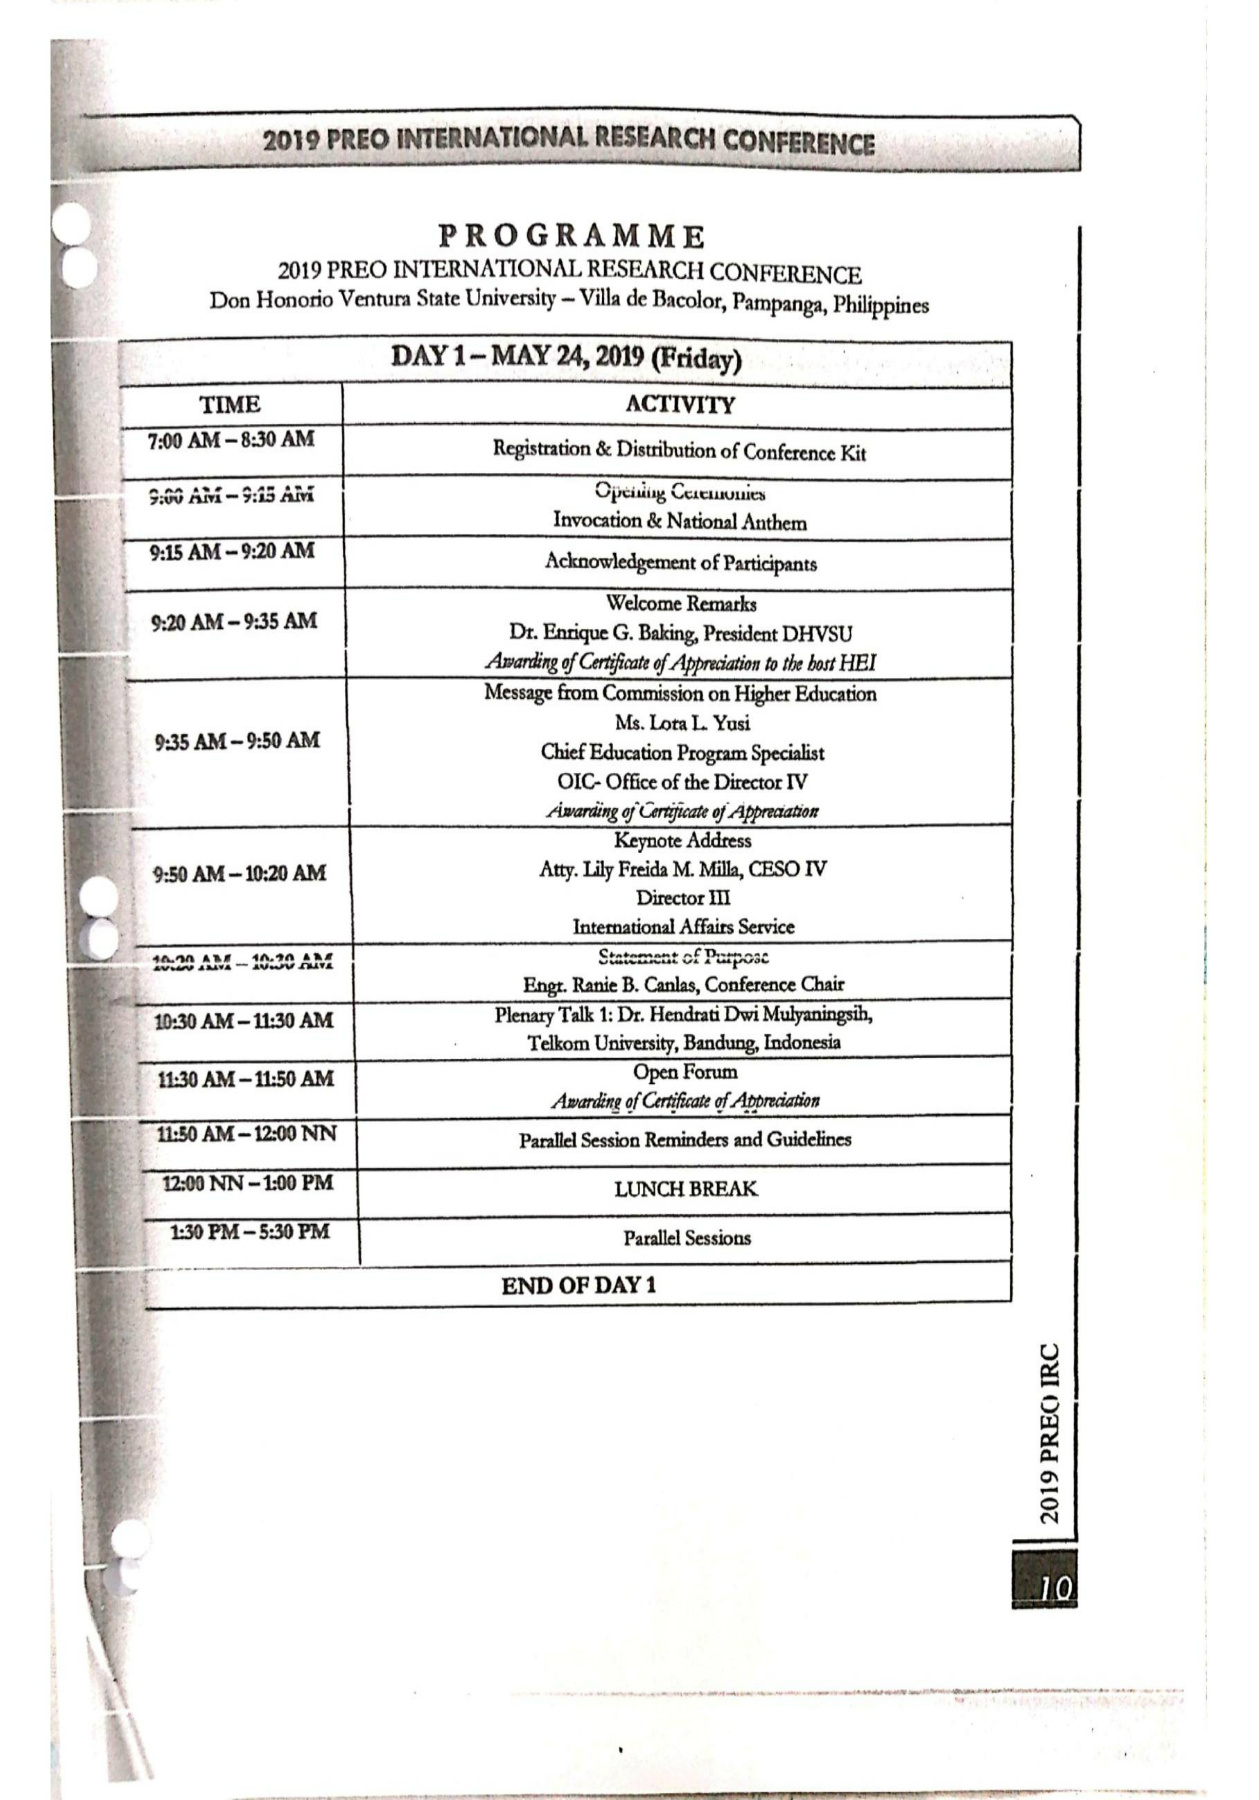 2019 PREO INTERNATIONAL RESEARCH CONFERENCE
PROGRAMME
2019 PREO INTERNATIONAL RESEARCH CONFERENCE
Don Honorio Ventura State University – Villa de Bacolor, Pampanga, Philippines
DAY 1 – MAY 24, 2019 (Friday)
TIME ACTIVITY
7:00 AM – 8:30 AM Registration & Distribution of Conference Kit
9:00 AM – 9:15 AM Opening Ceremonies
Invocation & National Anthem
9:15 AM – 9:20 AM Acknowledgement of Participants
Welcome Remarks
9:20 AM – 9:35 AM Dr. Enrique G. Baking, President DHVSU
Awarding of Certificate of Appreciation to the host HEI
Message from Commission on Higher Education
Ms. Lora L. Yusi
9:35 AM – 9:50 AM Chief Education Program Specialist
OIC- Office of the Director IV
Awarding of Certificate of Appreciation
Keynote Address
9:50 AM – 10:20 AM Atty. Lily Freida M. Milla, CESO IV
Director III
International Affairs Service
10:20 AM – 10:30 AM Statement of Purpose
Engr. Ranie B. Canlas, Conference Chair
10:30 AM – 11:30 AM Plenary Talk 1: Dr. Hendrati Dwi Mulyaningsih,
Telkom University, Bandung, Indonesia
11:30 AM – 11:50 AM Open Forum
Awarding of Certificate of Appreciation
11:50 AM – 12:00 NN Parallel Session Reminders and Guidelines
12:00 NN – 1:00 PM LUNCH BREAK
1:30 PM – 5:30 PM Parallel Sessions
END OF DAY 1
2019 PREO IRC
10